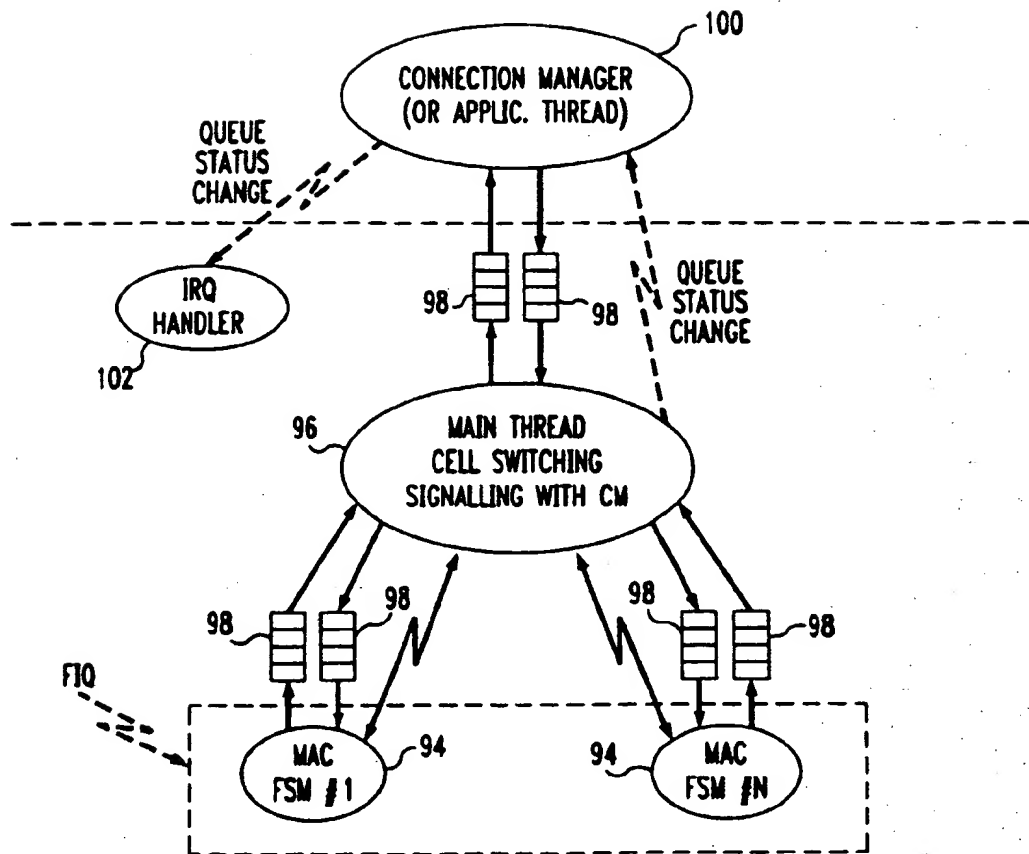 100
CONNECTION MANAGER
(OR APPLIC. THREAD)
QUEUE
STATUS
CHANGE
IRQ
HANDLER
102
98
98
QUEUE
STATUS
CHANGE
96
MAIN THREAD
CELL SWITCHING
SIGNALLING WITH CM
98
98
98
98
FIQ
MAC
FSM #1
94
94
MAC
FSM #N